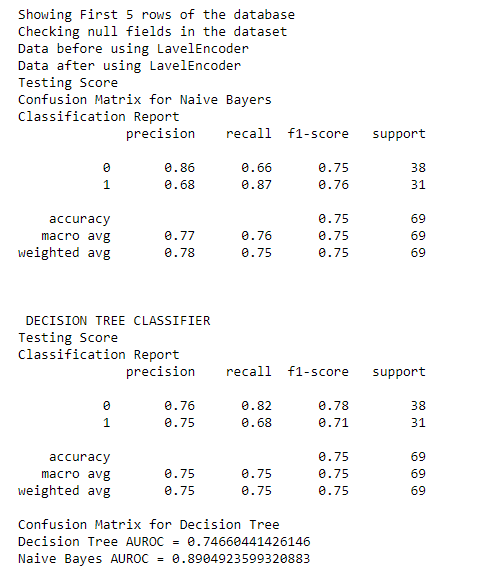 Showing First 5 rows of the database
Checking null fields in the dataset
Data before using LavelEncoder
Data after using LavelEncoder
Testing Score
Confusion Matrix for Naive Bayers
Classification Report
precision recall f1-score support
0 0.86 0.66 0.75 38
1 0.68 0.87 0.76 31
accuracy 0.75 69
macro avg 0.77 0.76 0.75 69
weighted avg 0.78 0.75 0.75 69
DECISION TREE CLASSIFIER
Testing Score
Classification Report
precision recall f1-score support
0 0.76 0.82 0.78 38
1 0.75 0.68 0.71 31
accuracy 0.75 69
macro avg 0.75 0.75 0.75 69
weighted avg 0.75 0.75 0.75 69
Confusion Matrix for Decision Tree
Decision Tree AUROC = 0.74660441426146
Naive Bayes AUROC = 0.8904923599320883